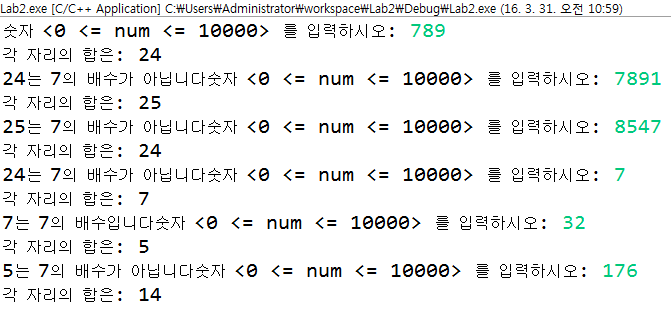 Lab2.exe [C/C++ Application] C:₩Users₩Administrator₩workspace₩Lab2₩Debug₩Lab2.exe (16. 3. 31. 오전 10:59)
숫자 <0 <= num <= 10000> 를 입력하시오: 789
각 자리의 합은: 24
24는 7의 배수가 아닙니다숫자 <0 <= num <= 10000> 를 입력하시오: 7891
각 자리의 합은: 25
25는 7의 배수가 아닙니다숫자 <0 <= num <= 10000> 를 입력하시오: 8547
각 자리의 합은: 24
24는 7의 배수가 아닙니다숫자 <0 <= num <= 10000> 를 입력하시오: 7
각 자리의 합은: 7
7는 7의 배수입니다숫자 <0 <= num <= 10000> 를 입력하시오: 32
각 자리의 합은: 5
5는 7의 배수가 아닙니다숫자 <0 <= num <= 10000> 를 입력하시오: 176
각 자리의 합은: 14